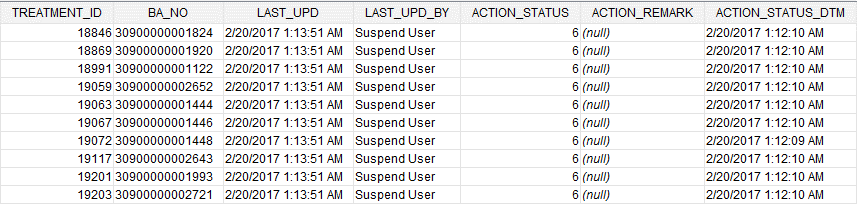 TREATMENT_ID BA_NO LAST_UPD LAST_UPD_BY ACTION_STATUS ACTION_REMARK ACTION_STATUS_DTM
18846 30900000001824 2/20/2017 1:13:51 AM Suspend User 6 (null) 2/20/2017 1:12:10 AM
18869 30900000001920 2/20/2017 1:13:51 AM Suspend User 6 (null) 2/20/2017 1:12:10 AM
18991 30900000001122 2/20/2017 1:13:51 AM Suspend User 6 (null) 2/20/2017 1:12:10 AM
19059 30900000002652 2/20/2017 1:13:51 AM Suspend User 6 (null) 2/20/2017 1:12:10 AM
19063 30900000001444 2/20/2017 1:13:51 AM Suspend User 6 (null) 2/20/2017 1:12:10 AM
19067 30900000001446 2/20/2017 1:13:51 AM Suspend User 6 (null) 2/20/2017 1:12:10 AM
19072 30900000001448 2/20/2017 1:13:51 AM Suspend User 6 (null) 2/20/2017 1:12:09 AM
19117 30900000002643 2/20/2017 1:13:51 AM Suspend User 6 (null) 2/20/2017 1:12:10 AM
19201 30900000001993 2/20/2017 1:13:51 AM Suspend User 6 (null) 2/20/2017 1:12:10 AM
19203 30900000002721 2/20/2017 1:13:51 AM Suspend User 6 (null) 2/20/2017 1:12:10 AM